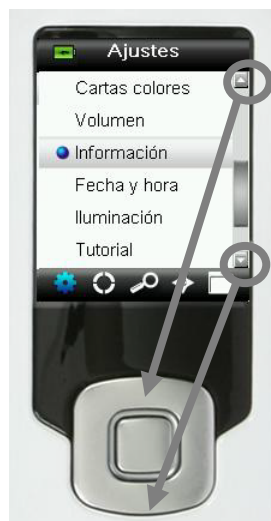 Ajustes
Cartas colores
Volumen
Información
Fecha y hora
Iluminación
Tutorial